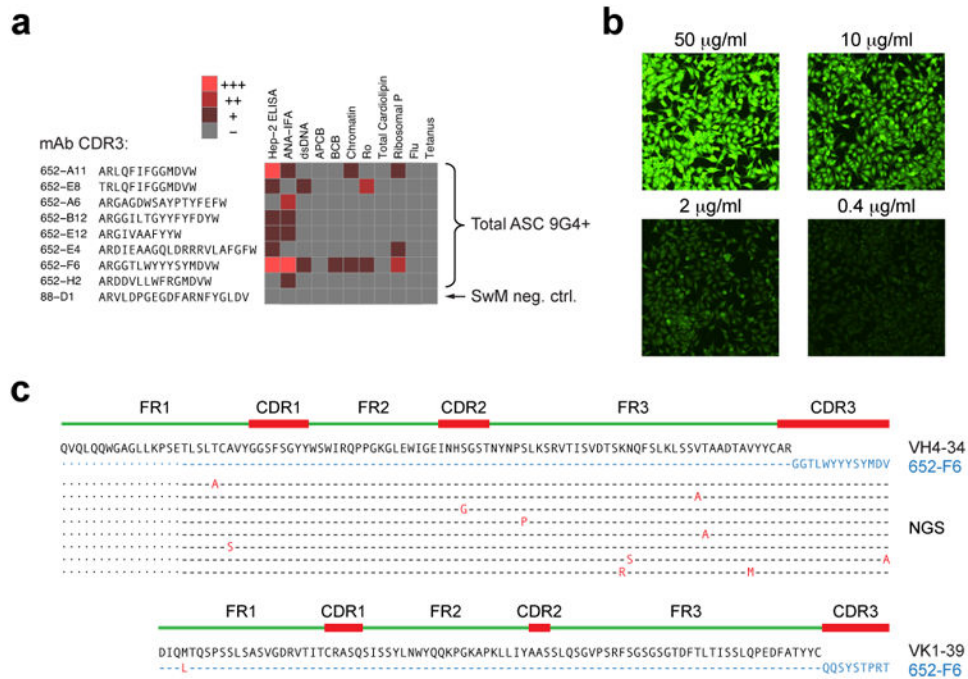 a
+++
++
+
−
mAb CDR3:
Hep-2 ELISA
ANA-IFA
dsDNA
APCB
BCB
Chromatin
Ro
Total Cardiolipin
Ribosomal P
Flu
Tetanus
652-A11 ARLQFIFGGMDVW
652-E8 TRLQFIFGGMDVW
652-A6 ARGAGDWSAYPTYFEFW
652-B12 ARGGILTGYYFYFDYW
652-E12 ARGIVAAFYYW
652-E4 ARDIEAAGQLDRRRVLAFGFW
652-F6 ARGGTLWYYYSYMDVW
652-H2 ARDDVLLWFRGMDVW
88-D1 ARVLDPGEGDFARNFYGLDV
Total ASC 9G4+
SwM neg. ctrl.
b
50 µg/ml
10 µg/ml
2 µg/ml
0.4 µg/ml
c
FR1 CDR1 FR2 CDR2 FR3 CDR3
QVQLQQWGAGLLKPSETLSLTCAVYGGSFSGYYWSWIRQPPGKGLEWIGEINHSGSTNYNPSLKSRVTISVDTSKNQFSLKLSSVTAADTAVYYCAR VH4-34
GGTLWYYYSYMDV 652-F6
A
A
G
P
A
NGS
S
S A
R M
FR1 CDR1 FR2 CDR2 FR3 CDR3
DIQMTQSPSSLSASVGDRVTITCRASQSISSYLNWYQQKPGKAPKLLIYAASSLQSGVPSRFSGSGSGTDFTLTISSLQPEDFATYYC VK1-39
L QQSYSTPRT 652-F6